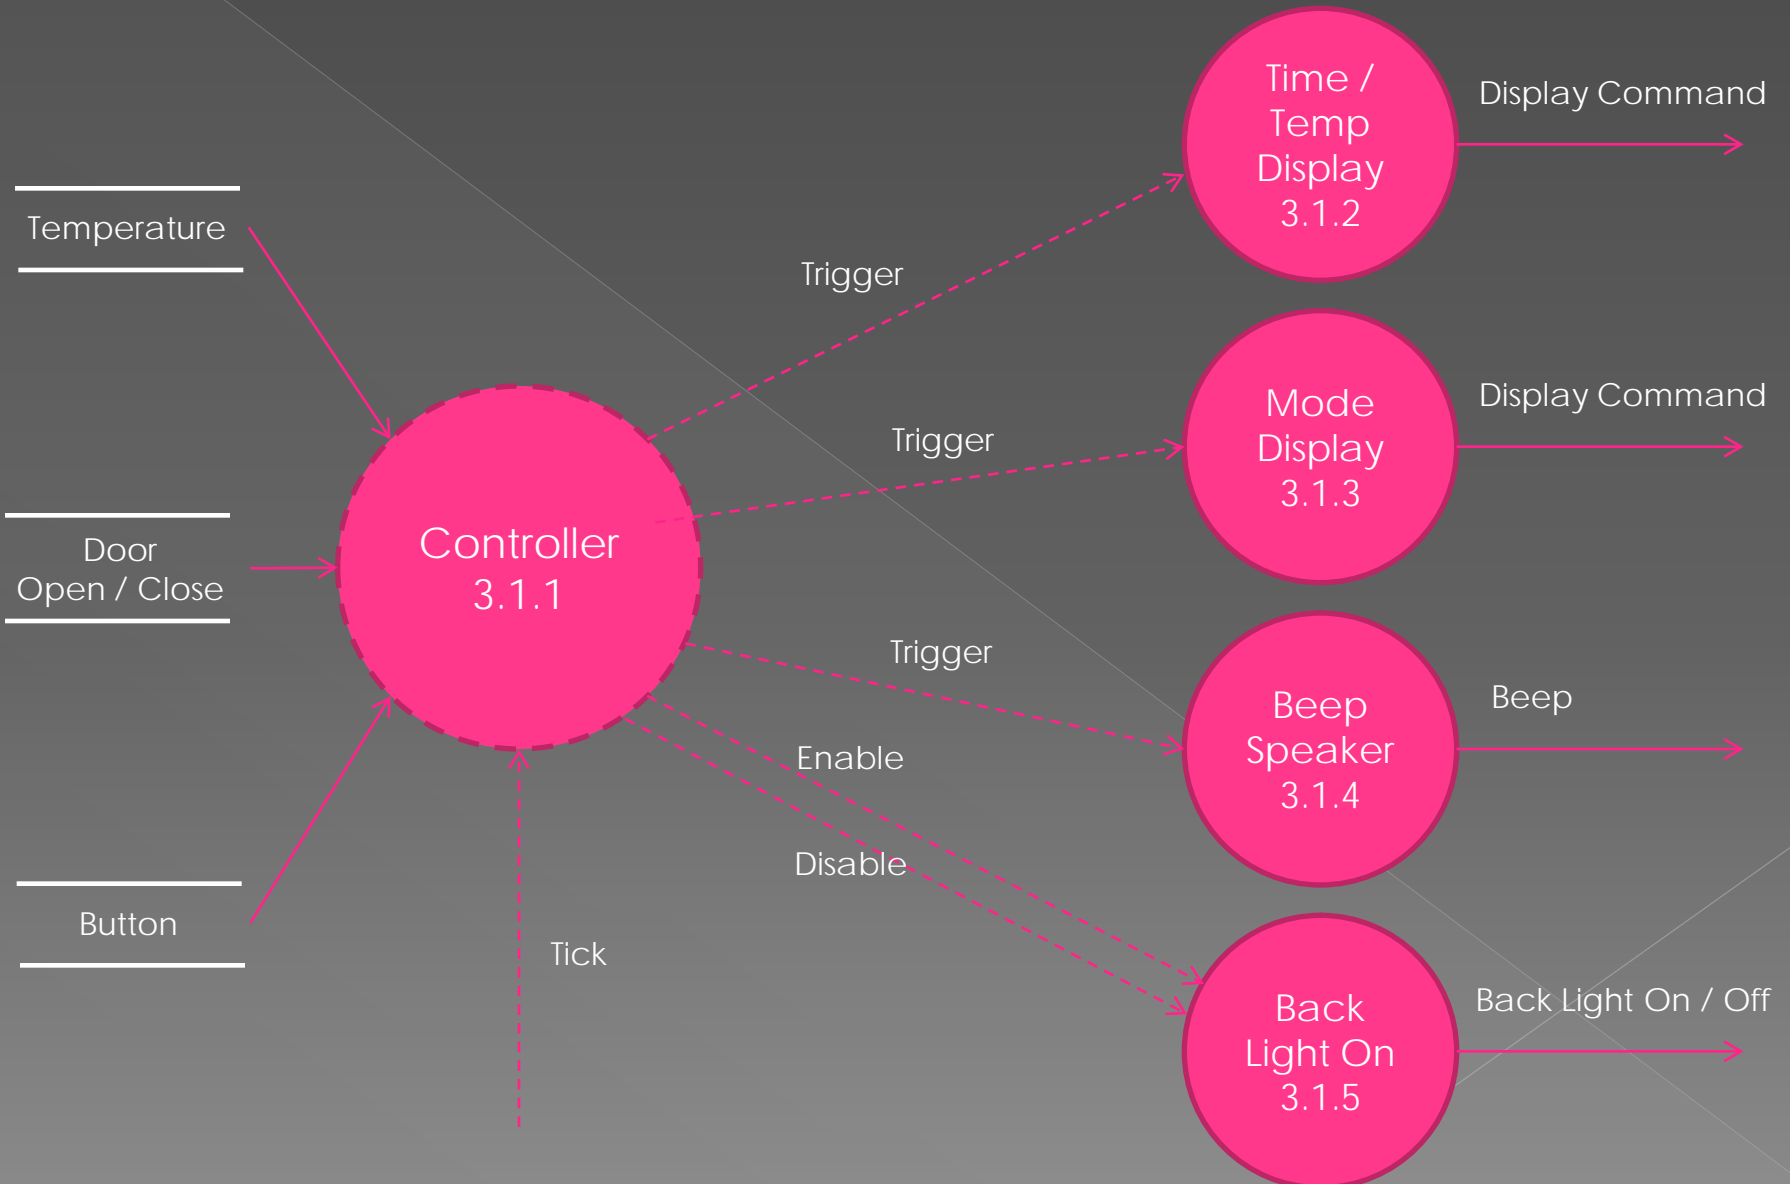 Time /
Temp
Display
3.1.2
Display Command
Temperature
Trigger
Mode
Display
3.1.3
Display Command
Trigger
Door
Open / Close
Controller
3.1.1
Trigger
Beep
Speaker
3.1.4
Beep
Enable
Disable
Button
Tick
Back
Light On
3.1.5
Back Light On / Off